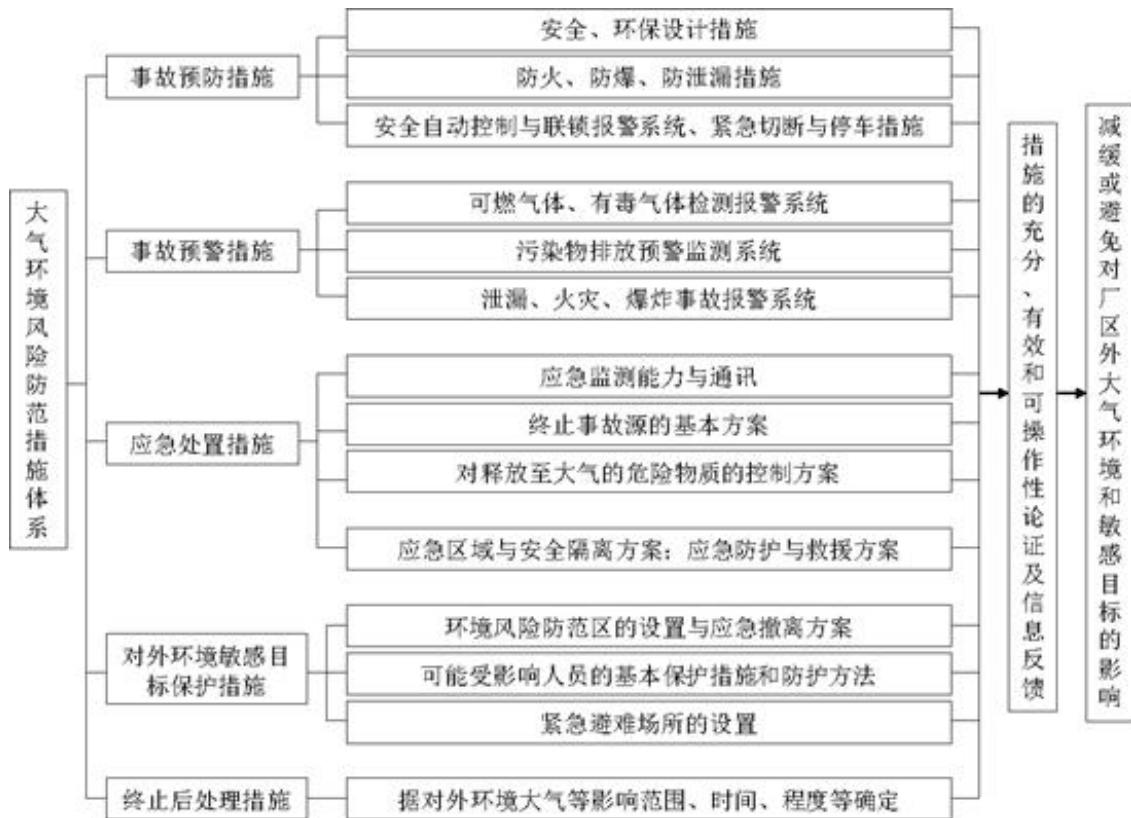 大气环境风险防范措施体系
事故预防措施
安全、环保设计措施
防火、防爆、防泄漏措施
安全自动控制与联锁报警系统、紧急切断与停车措施
事故预警措施
可燃气体、有毒气体检测报警系统
污染物排放预警监测系统
泄漏、火灾、爆炸事故报警系统
应急处置措施
应急监测能力与通讯
终止事故源的基本方案
对释放至大气的危险物质的控制方案
应急区域与安全隔离方案；应急防护与救援方案
对外环境敏感目
标保护措施
环境风险防范区的设置与应急撤离方案
可能受影响人员的基本保护措施和防护方法
紧急避难场所的设置
终止后处理措施
据对外环境大气等影响范围、时间、程度等确定
措施的充分、有效和可操作性论证及信息反馈
减缓或避免对厂区外大气环境和敏感目标的影响